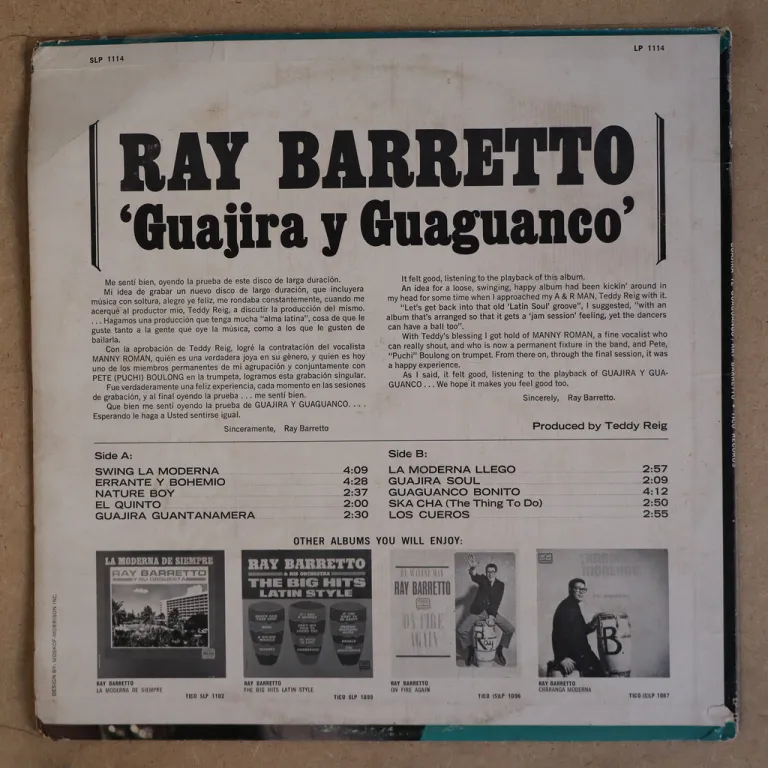 SLP 1114
LP 1114
RAY BARRETTO
‘Guajira y Guaguanco’
Me sentí bien, oyendo la prueba de este disco de larga duración.
Mi idea de grabar un nuevo disco de largo duración, que incluyera
música con soltura, alegre ye feliz, me rondaba constantemente, cuando me
acerqué al productor mio, Teddy Reig, a discutir la producción del mismo.
. . . Hagamos una producción que tenga mucha "alma latina", cosa de que le
guste tanto a la gente que oye la música, como a los que le gusten de
bailarla.
Con la aprobación de Teddy Reig, logré la contratación del vocalista
MANNY ROMAN, quién es una verdadera joya en su género, y quien es hoy
uno de los miembros permanentes de mi agrupación y conjuntamente con
PETE (PUCHI) BOULONG en la trumpeta, logramos esta grabación singular.
Fue verdaderamente una feliz experiencia, cada momento en las sesiones
de grabación, y al final oyendo la prueba . . . me sentí bien.
Que bien me sentí oyendo la prueba de GUAJIRA Y GUAGUANCO. . . .
Esperando le haga a Usted sentirse igual.
Sinceramente, Ray Barretto
It felt good, listening to the playback of this album.
An idea for a loose, swinging, happy album had been kickin' around in
my head for some time when I approached my A & R MAN, Teddy Reig with it.
"Let's get back into that old 'Latin Soul' groove", I suggested, "with an
album that's arranged so that it gets a 'jam session' feeling, yet the dancers
can have a ball too".
With Teddy's blessing I got hold of MANNY ROMAN, a fine vocalist who
can really shout, and who is now a permanent fixture in the band, and Pete,
"Puchi" Boulong on trumpet. From there on, through the final session, it was
a happy experience.
As I said, it felt good, listening to the playback of GUAJIRA Y GUA-
GUANCO . . . We hope it makes you feel good too.
Sincerely, Ray Barretto.
Produced by Teddy Reig
Side A:
SWING LA MODERNA 4:09
ERRANTE Y BOHEMIO 4:28
NATURE BOY 2:37
EL QUINTO 2:00
GUAJIRA GUANTANAMERA 2:30
Side B:
LA MODERNA LLEGO 2:57
GUAJIRA SOUL 2:09
GUAGUANCO BONITO 4:12
SKA CHA (The Thing To Do) 2:50
LOS CUEROS 2:55
OTHER ALBUMS YOU WILL ENJOY:
LA MODERNA DE SIEMPRE
RAY BARRETTO
Y SU ORQUESTA
RAY BARRETTO
& HIS ORCHESTRA
THE BIG HITS
LATIN STYLE
RAY BARRETTO
ON FIRE
AGAIN
Ray
CHARANGA
MODERNA
B
RAY BARRETTO
LA MODERNA DE SIEMPRE
TICO SLP 1102
RAY BARRETTO
THE BIG HITS LATIN STYLE
RAY BARRETTO
ON FIRE AGAIN
TICO (S)LP 1096
RAY BARRETTO
CHARANGA MODERNA
TICO (S)LP 1087
DESIGN BY: MOSKOF-MORRISON INC.